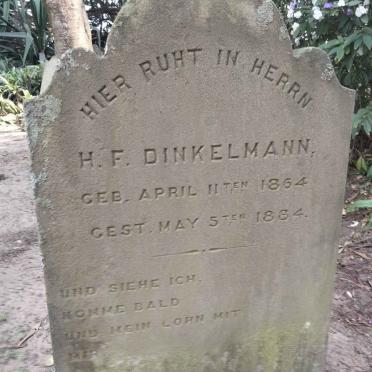 HIER RUHT IN HERRN
H. F. DINKELMANN,
GEB. APRIL 11TEN 1864
GEST. MAY 5TEN 1884.
UND SIEHE ICH,
KOMME BALD
UND MEIN LOHN MIT
MIR